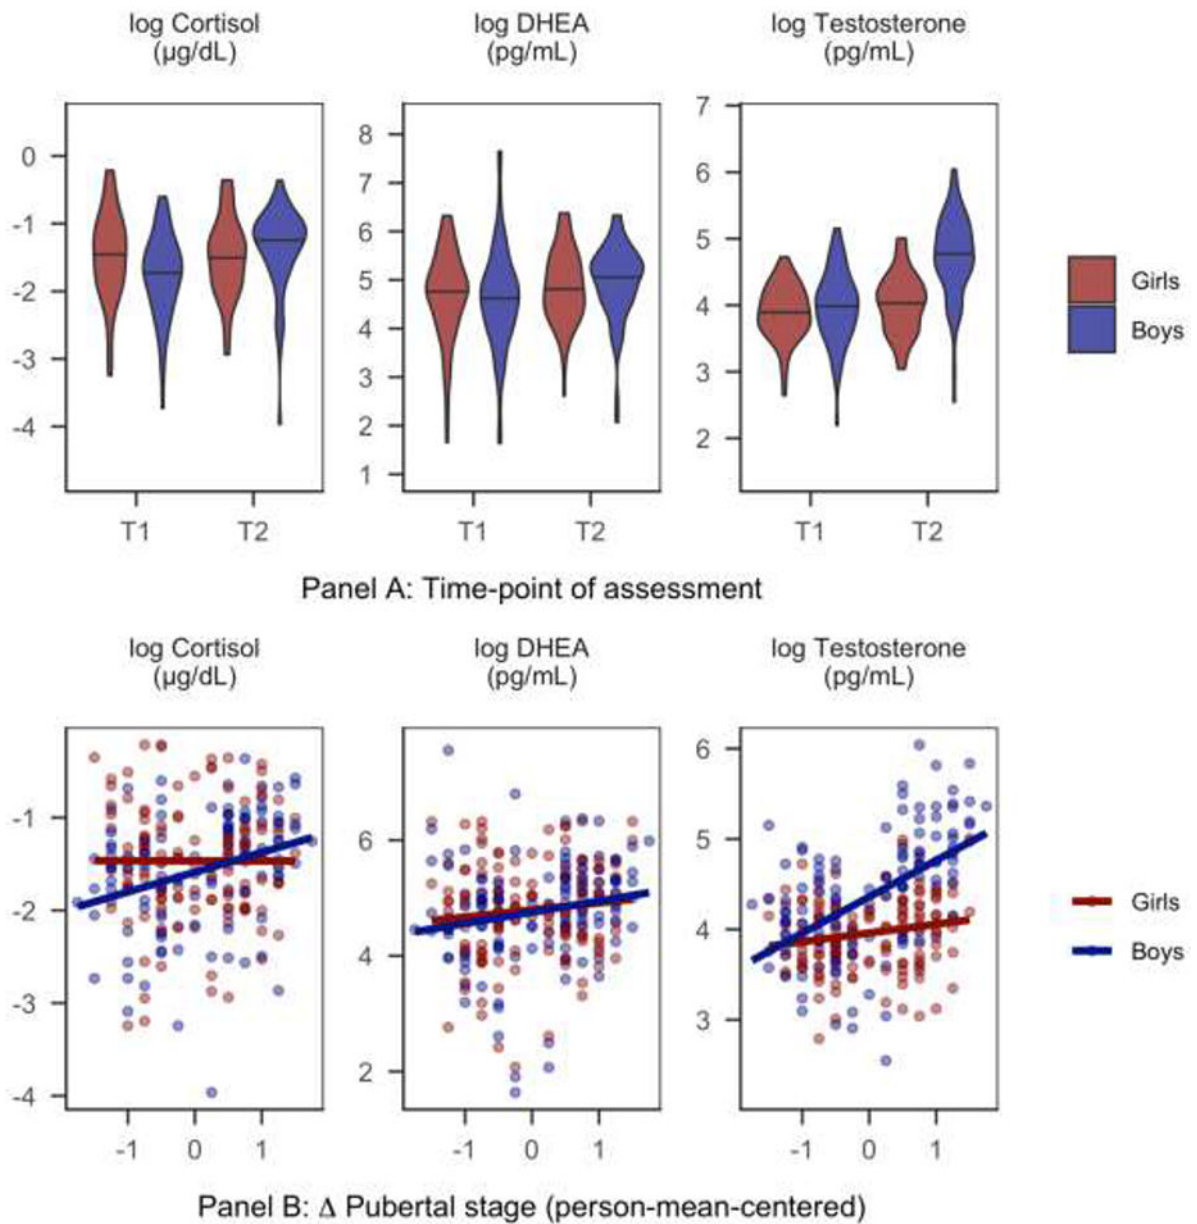 log Cortisol log DHEA log Testosterone
(µg/dL) (pg/mL) (pg/mL)
0
-1
-2
-3
-4
8
7
6
5
4
3
2
1
7
6
5
4
3
2
Girls
Boys
T1 T2 T1 T2 T1 T2
Panel A: Time-point of assessment
log Cortisol log DHEA log Testosterone
(µg/dL) (pg/mL) (pg/mL)
-1
-2
-3
-4
6
4
2
6
5
4
3
Girls
Boys
-1 0 1 -1 0 1 -1 0 1
Panel B: Δ Pubertal stage (person-mean-centered)